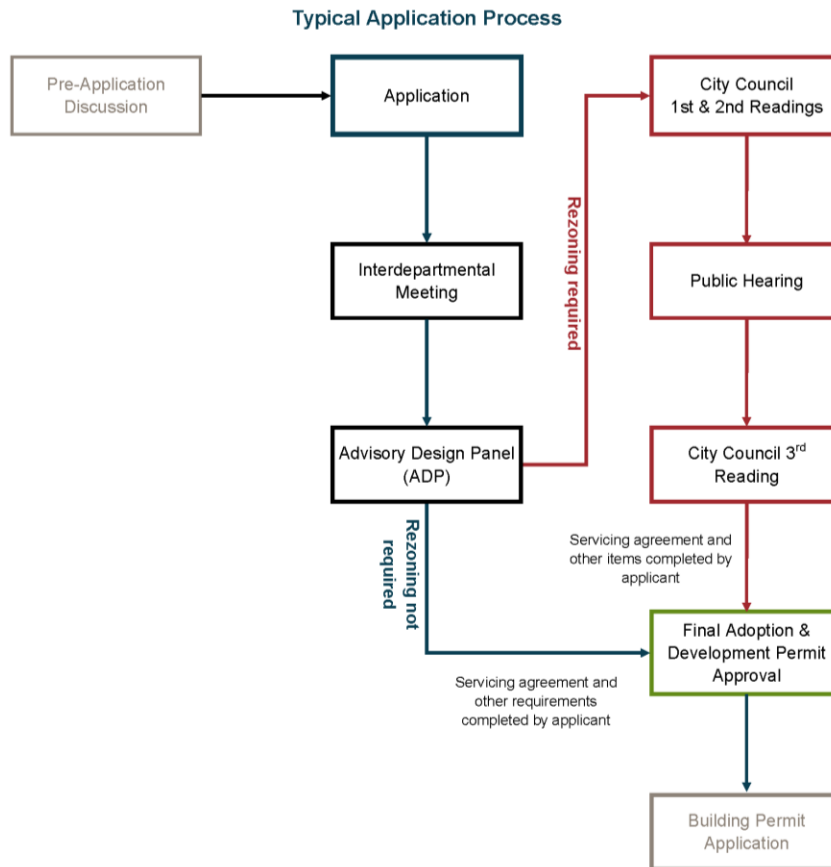 Typical Application Process
Pre-Application
Discussion
Application
City Council
1st & 2nd Readings
Rezoning required
Interdepartmental
Meeting
Public Hearing
Advisory Design Panel
(ADP)
City Council 3rd
Reading
Rezoning not
required
Servicing agreement and
other items completed by
applicant
Final Adoption &
Development Permit
Approval
Servicing agreement and
other requirements
completed by applicant
Building Permit
Application